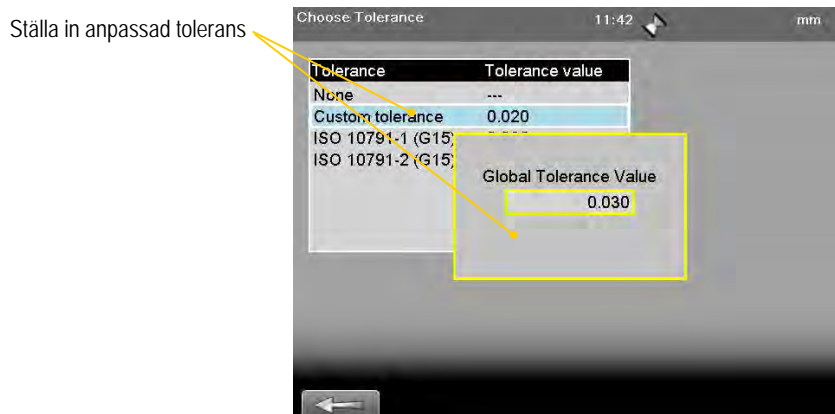 Ställa in anpassad tolerans
Choose Tolerance 11:42 mm
Tolerance Tolerance value
None ---
Custom tolerance 0.020
ISO 10791-1 (G15)
ISO 10791-2 (G15)
Global Tolerance Value
0.030